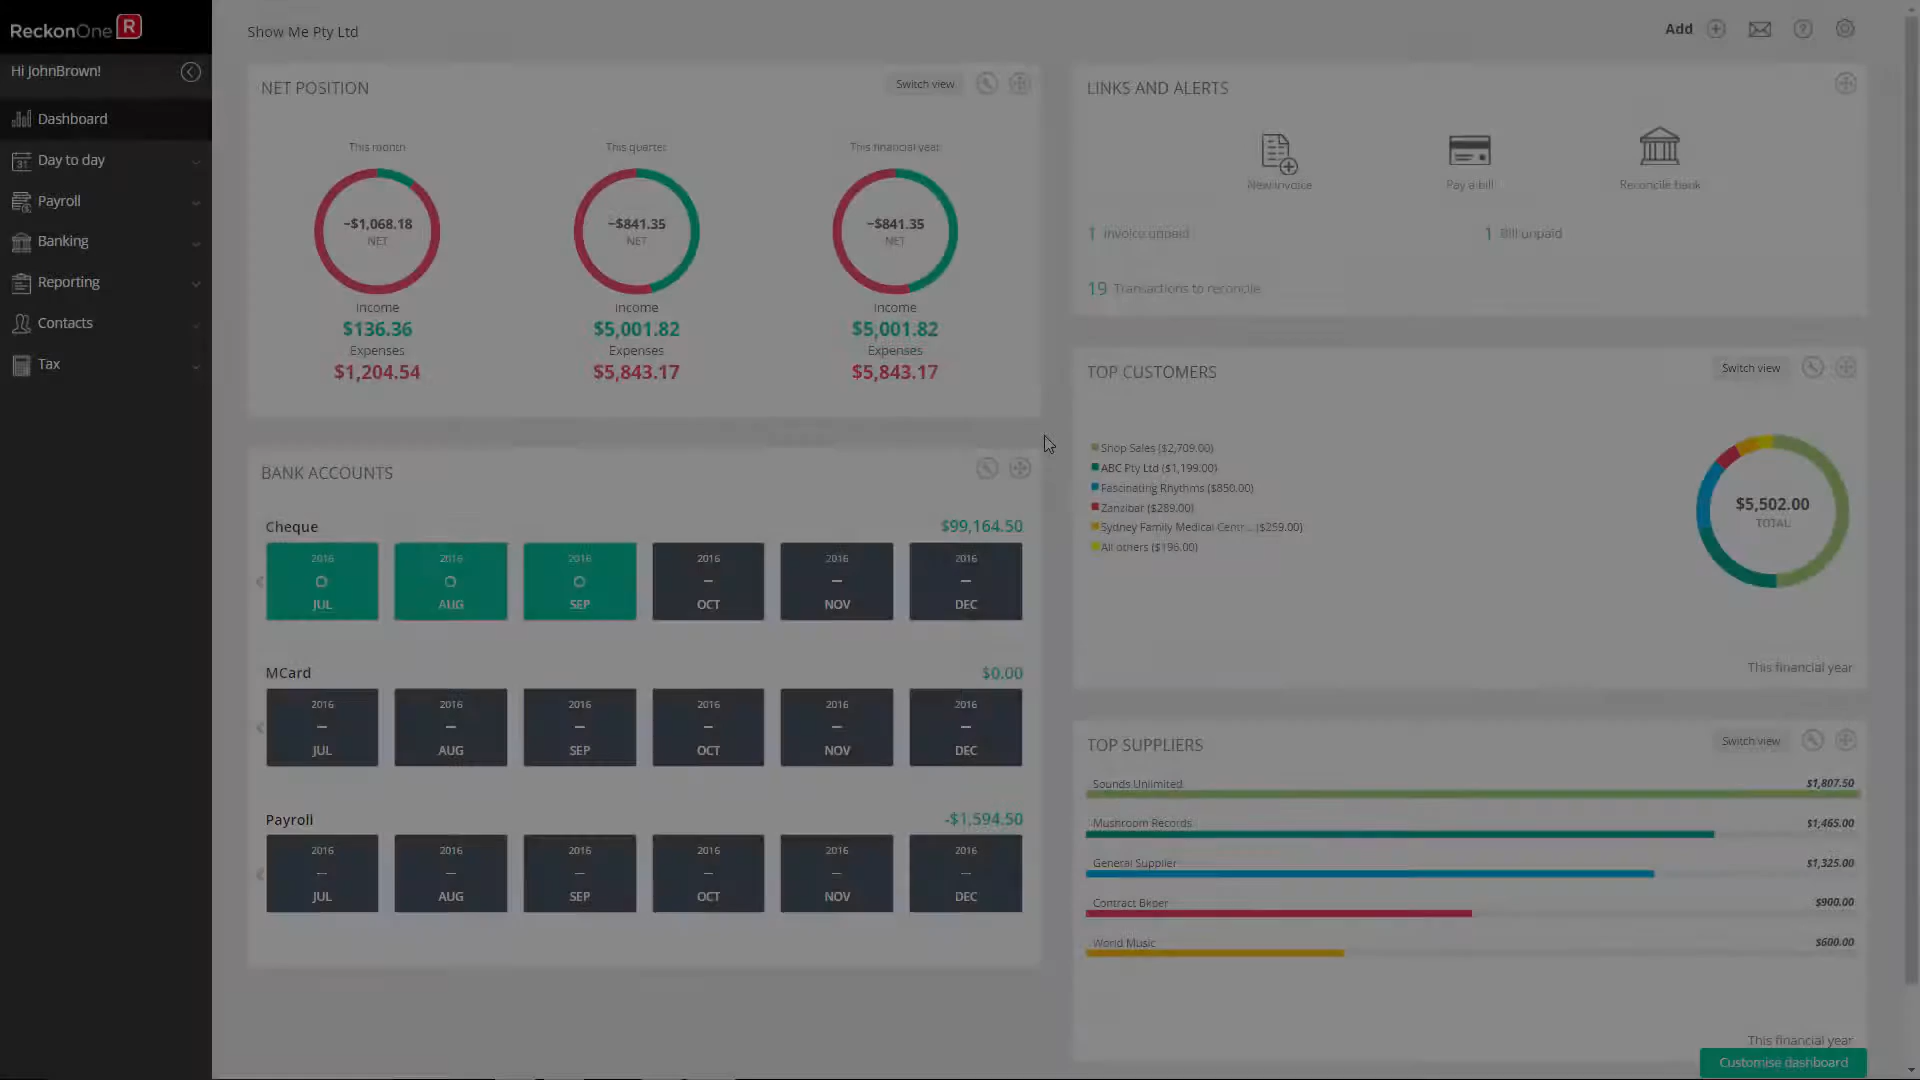 ReckonOne R
Hi JohnBrown!
Dashboard
Day to day
Payroll
Banking
Reporting
Contacts
Tax
Show Me Pty Ltd
Add
NET POSITION
Switch view
This month
This quarter
This financial year
-$1,068.18
NET
-$841.35
NET
-$841.35
NET
Income
$136.36
Expenses
$1,204.54
Income
$5,001.82
Expenses
$5,843.17
Income
$5,001.82
Expenses
$5,843.17
BANK ACCOUNTS
Cheque
$99,164.50
2016
JUL
2016
AUG
2016
SEP
2016
OCT
2016
NOV
2016
DEC
MCard
$0.00
2016
JUL
2016
AUG
2016
SEP
2016
OCT
2016
NOV
2016
DEC
Payroll
-$1,594.50
2016
JUL
2016
AUG
2016
SEP
2016
OCT
2016
NOV
2016
DEC
LINKS AND ALERTS
New invoice
Pay a bill
Reconcile bank
1 Invoice unpaid
1 Bill unpaid
19 Transactions to reconcile
TOP CUSTOMERS
Switch view
Shop Sales ($2,709.00)
ABC Pty Ltd ($1,199.00)
Fascinating Rhythms ($850.00)
Zanzibar ($289.00)
Sydney Family Medical Centr... ($259.00)
All others ($196.00)
$5,502.00
TOTAL
This financial year
TOP SUPPLIERS
Switch view
Sounds Unlimited
$1,807.50
Mushroom Records
$1,465.00
General Supplier
$1,325.00
Contract Bkper
$900.00
World Music
$600.00
This financial year
Customise dashboard